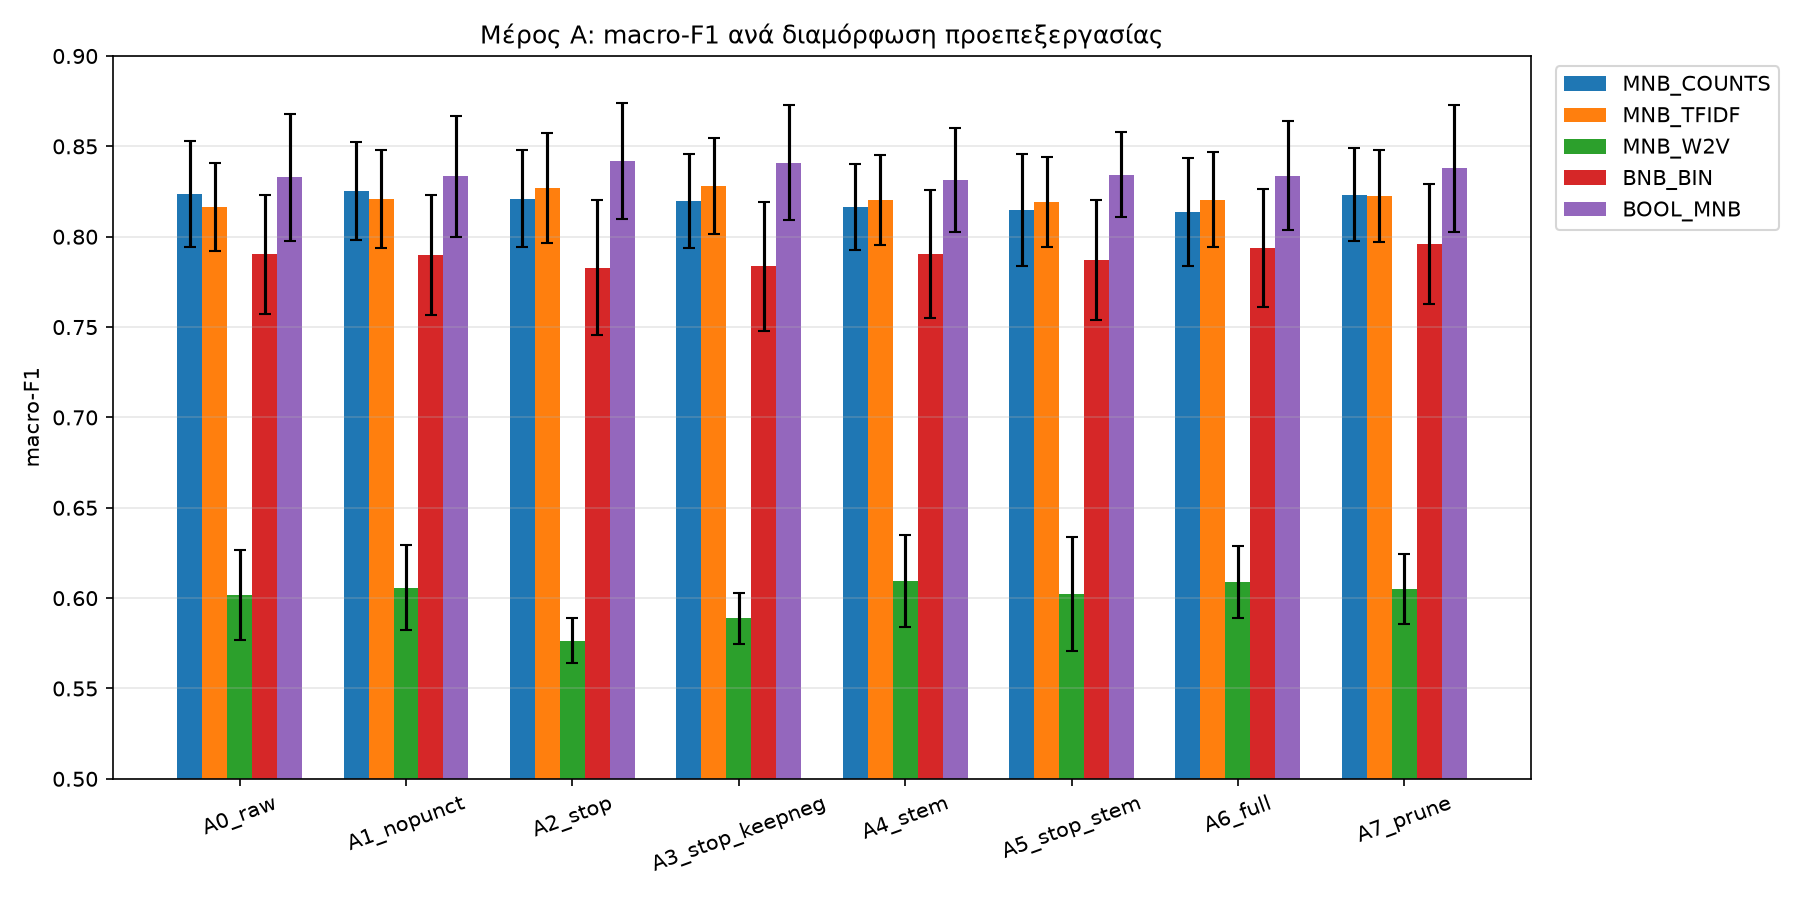 Μέρος Α: macro-F1 ανά διαμόρφωση προεπεξεργασίας
0.90
0.85
0.80
0.75
0.70
0.65
0.60
0.55
0.50
macro-F1
A0_raw
A1_nopunct
A2_stop
A3_stop_keepneg
A4_stem
A5_stop_stem
A6_full
A7_prune
MNB_COUNTS
MNB_TFIDF
MNB_W2V
BNB_BIN
BOOL_MNB